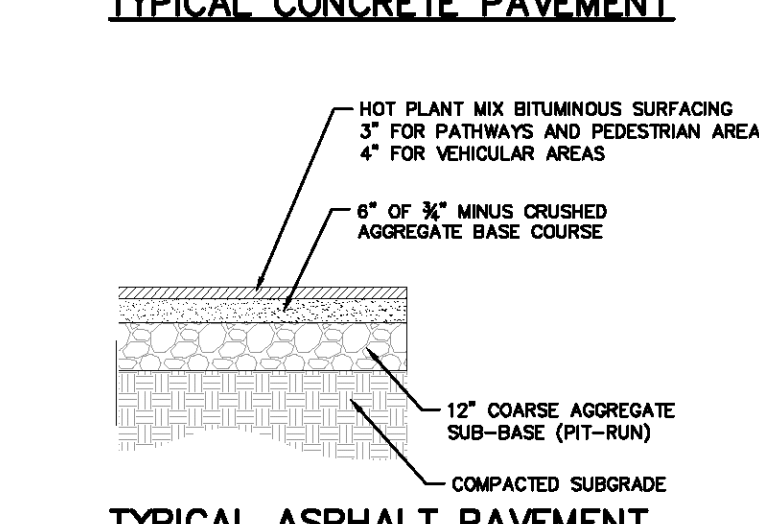 TYPICAL CONCRETE PAVEMENT
HOT PLANT MIX BITUMINOUS SURFACING
3" FOR PATHWAYS AND PEDESTRIAN AREA
4" FOR VEHICULAR AREAS
6" OF ¾" MINUS CRUSHED
AGGREGATE BASE COURSE
12" COARSE AGGREGATE
SUB-BASE (PIT-RUN)
COMPACTED SUBGRADE
TYPICAL ASPHALT PAVEMENT